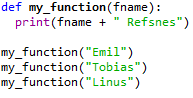 def my_function(fname):
  print(fname + " Refsnes")

my_function("Emil")
my_function("Tobias")
my_function("Linus")